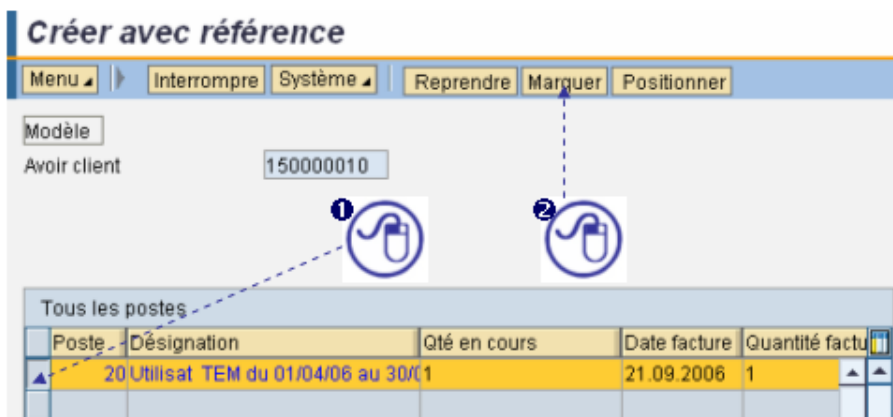 Créer avec référence
Menu Interrompre Système Reprendre Marquer Positionner
Modèle
Avoir client 150000010
1 2
Tous les postes
Poste Désignation Qté en cours Date facture Quantité factu
20 Utilisat TEM du 01/04/06 au 30/0 1 21.09.2006 1